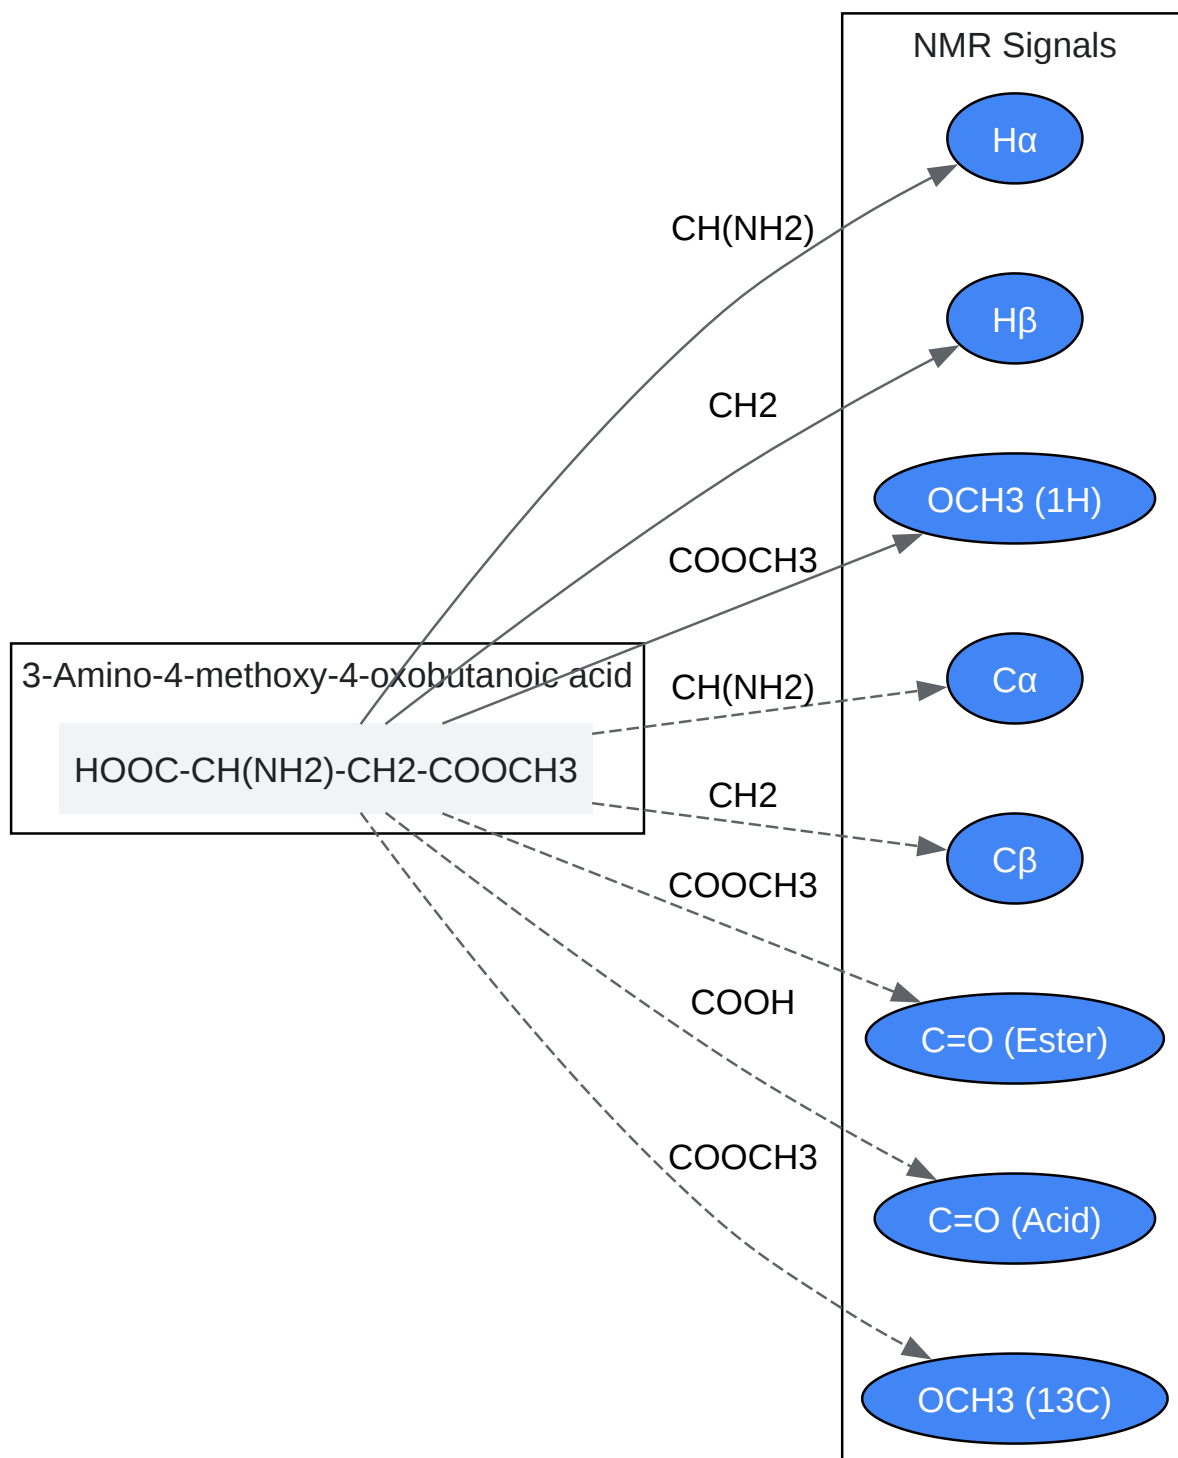 NMR Signals
Hα
CH(NH2)
Hβ
CH2
OCH3 (1H)
COOCH3
3-Amino-4-methoxy-4-oxobutanoic acid
CH(NH2)
Cα
HOOC-CH(NH2)-CH2-COOCH3
CH2
Cβ
COOCH3
COOH
C=O (Ester)
COOCH3
C=O (Acid)
OCH3 (13C)